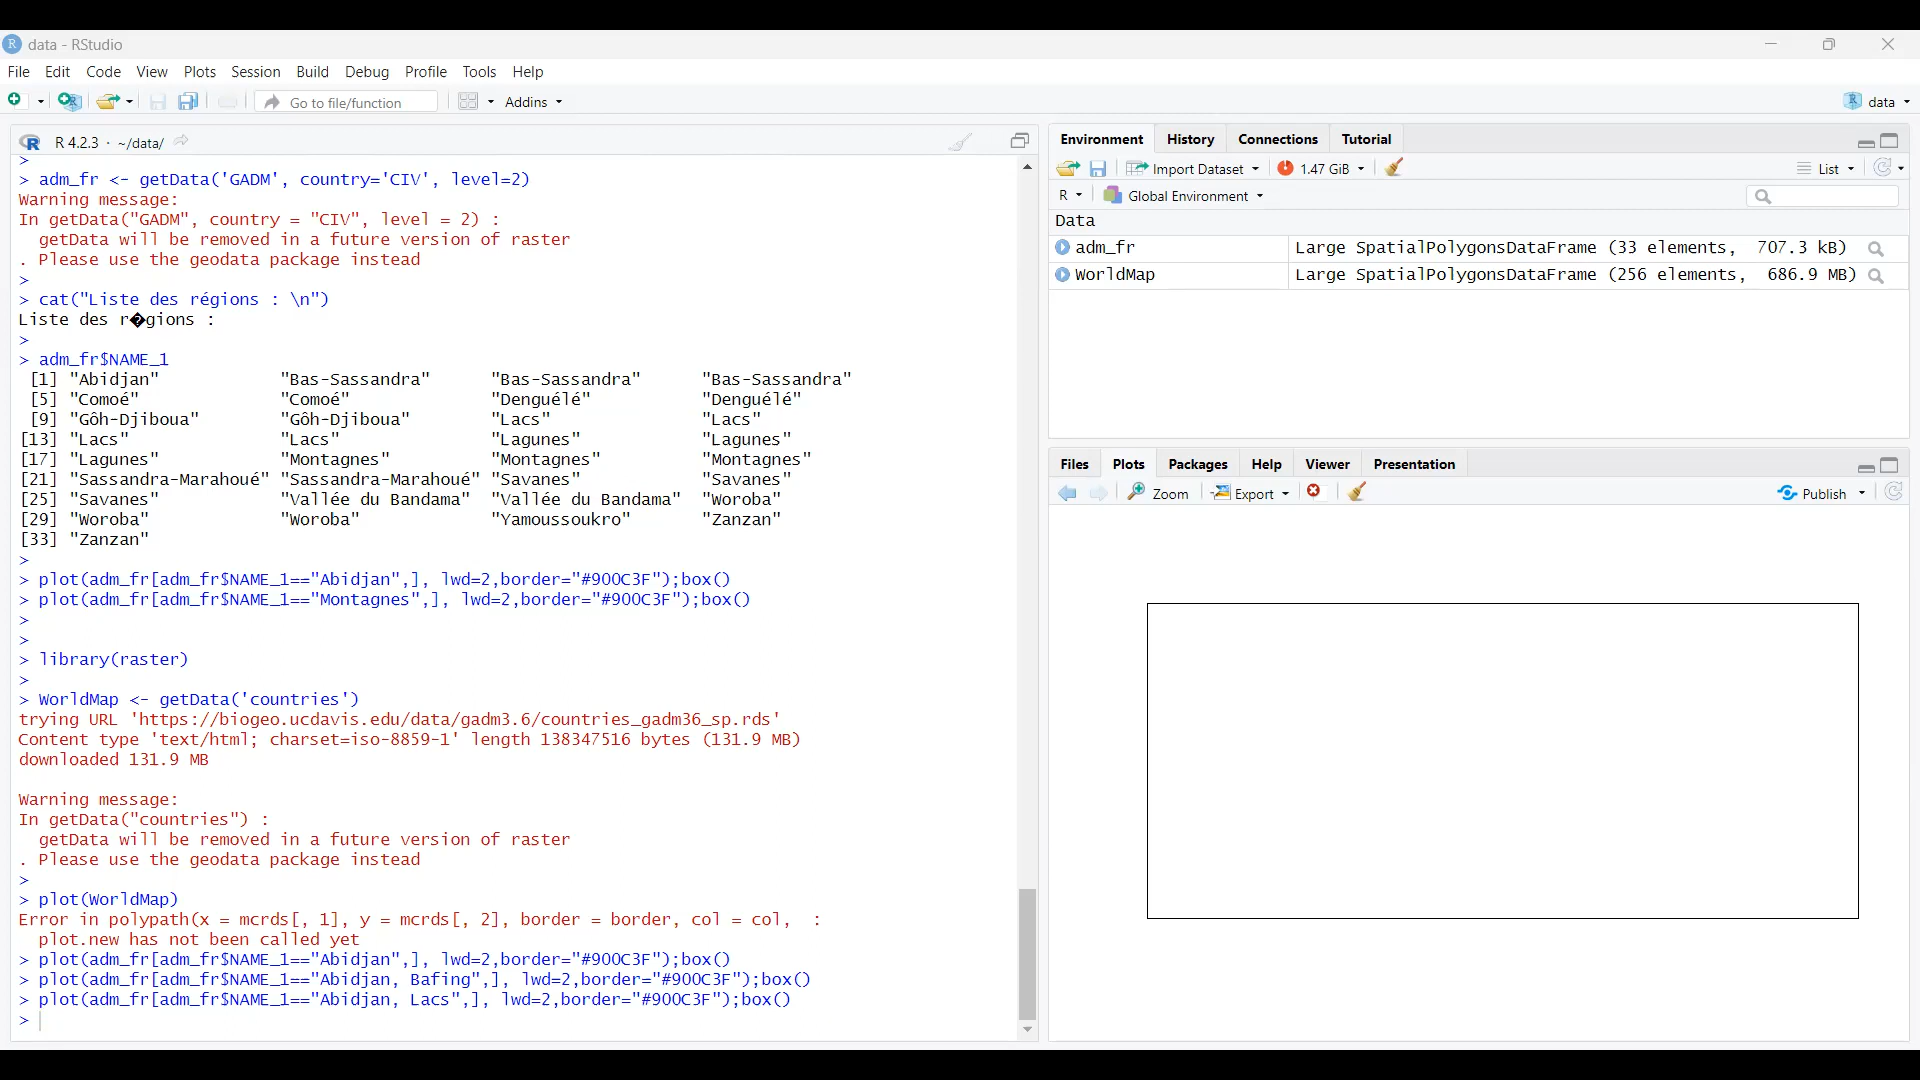 data - RStudio
File Edit Code View Plots Session Build Debug Profile Tools Help
Go to file/function Addins data
R 4.2.3 · ~/data/
>
> adm_fr <- getData('GADM', country='CIV', level=2)
Warning message:
In getData("GADM", country = "CIV", level = 2) :
  getData will be removed in a future version of raster
. Please use the geodata package instead
>
> cat("Liste des régions : \n")
Liste des r�gions :
>
> adm_fr$NAME_1
 [1] "Abidjan" "Bas-Sassandra" "Bas-Sassandra" "Bas-Sassandra"
 [5] "Comoé" "Comoé" "Denguélé" "Denguélé"
 [9] "Gôh-Djiboua" "Gôh-Djiboua" "Lacs" "Lacs"
[13] "Lacs" "Lacs" "Lagunes" "Lagunes"
[17] "Lagunes" "Montagnes" "Montagnes" "Montagnes"
[21] "Sassandra-Marahoué" "Sassandra-Marahoué" "Savanes" "Savanes"
[25] "Savanes" "Vallée du Bandama" "Vallée du Bandama" "Woroba"
[29] "Woroba" "Woroba" "Yamoussoukro" "Zanzan"
[33] "Zanzan"
>
> plot(adm_fr[adm_fr$NAME_1=="Abidjan",], lwd=2,border="#900C3F");box()
> plot(adm_fr[adm_fr$NAME_1=="Montagnes",], lwd=2,border="#900C3F");box()
>
>
> library(raster)
>
> WorldMap <- getData('countries')
trying URL 'https://biogeo.ucdavis.edu/data/gadm3.6/countries_gadm36_sp.rds'
Content type 'text/html; charset=iso-8859-1' length 138347516 bytes (131.9 MB)
downloaded 131.9 MB
Warning message:
In getData("countries") :
  getData will be removed in a future version of raster
. Please use the geodata package instead
>
> plot(WorldMap)
Error in polypath(x = mcrds[, 1], y = mcrds[, 2], border = border, col = col,  :
  plot.new has not been called yet
> plot(adm_fr[adm_fr$NAME_1=="Abidjan",], lwd=2,border="#900C3F");box()
> plot(adm_fr[adm_fr$NAME_1=="Abidjan, Bafing",], lwd=2,border="#900C3F");box()
> plot(adm_fr[adm_fr$NAME_1=="Abidjan, Lacs",], lwd=2,border="#900C3F");box()
>
Environment History Connections Tutorial
Import Dataset 1.47 GiB List
R Global Environment
Data
adm_fr Large SpatialPolygonsDataFrame (33 elements, 707.3 kB)
WorldMap Large SpatialPolygonsDataFrame (256 elements, 686.9 MB)
Files Plots Packages Help Viewer Presentation
Zoom Export Publish